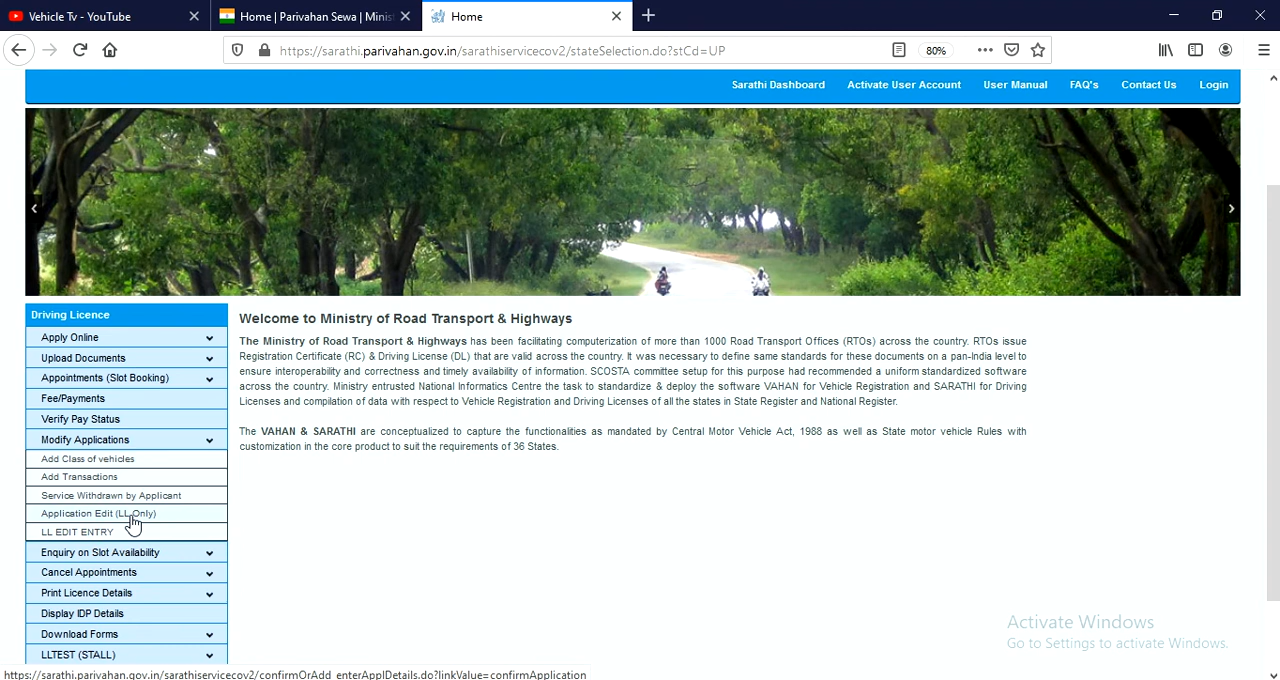 Vehicle Tv - YouTube
Home | Parivahan Sewa | Minist
Home
https://sarathi.parivahan.gov.in/sarathiservicecov2/stateSelection.do?stCd=UP
80%
Sarathi Dashboard Activate User Account User Manual FAQ's Contact Us Login
Driving Licence
Apply Online
Upload Documents
Appointments (Slot Booking)
Fee/Payments
Verify Pay Status
Modify Applications
Add Class of vehicles
Add Transactions
Service Withdrawn by Applicant
Application Edit (LL Only)
LL EDIT ENTRY
Enquiry on Slot Availability
Cancel Appointments
Print Licence Details
Display IDP Details
Download Forms
LLTEST (STALL)
Welcome to Ministry of Road Transport & Highways
The Ministry of Road Transport & Highways has been facilitating computerization of more than 1000 Road Transport Offices (RTOs) across the country. RTOs issue
Registration Certificate (RC) & Driving License (DL) that are valid across the country. It was necessary to define same standards for these documents on a pan-India level to
ensure interoperability and correctness and timely availability of information. SCOSTA committee setup for this purpose had recommended a uniform standardized software
across the country. Ministry entrusted National Informatics Centre the task to standardize & deploy the software VAHAN for Vehicle Registration and SARATHI for Driving
Licenses and compilation of data with respect to Vehicle Registration and Driving Licenses of all the states in State Register and National Register.
The VAHAN & SARATHI are conceptualized to capture the functionalities as mandated by Central Motor Vehicle Act, 1988 as well as State motor vehicle Rules with
customization in the core product to suit the requirements of 36 States.
Activate Windows
Go to Settings to activate Windows.
https://sarathi.parivahan.gov.in/sarathiservicecov2/confirmOrAdd_enterApplDetails.do?linkValue=confirmApplication